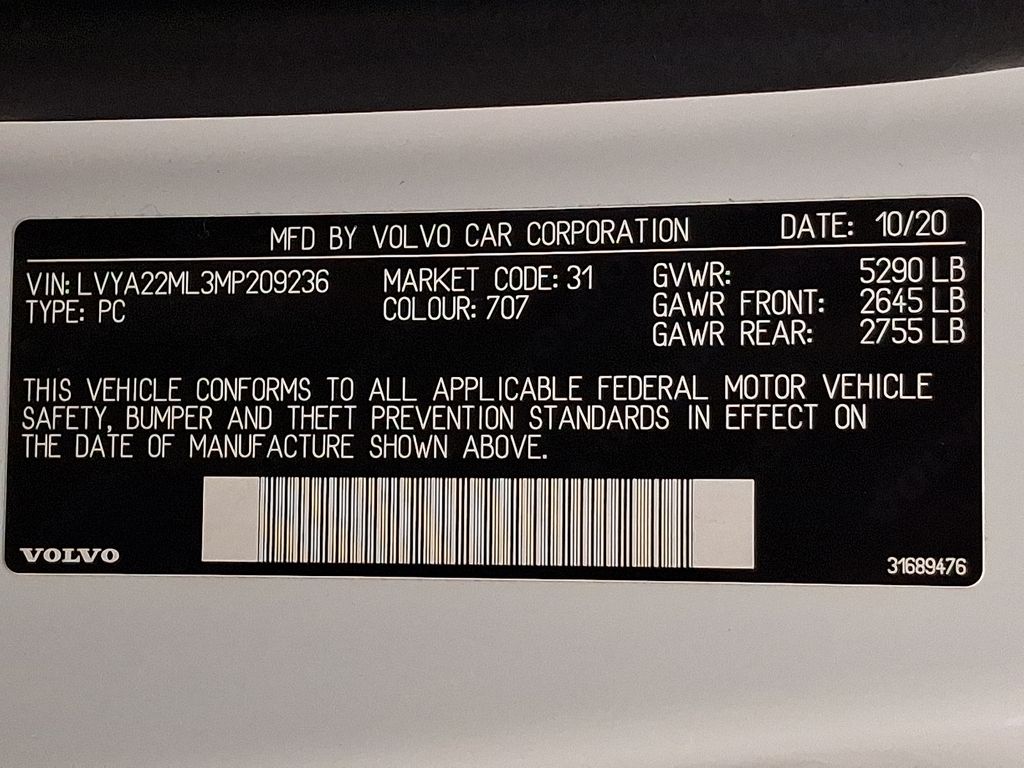 MFD BY VOLVO CAR CORPORATION DATE: 10/20
VIN: LVYA22ML3MP209236 MARKET CODE: 31 GVWR: 5290 LB
TYPE: PC COLOUR: 707 GAWR FRONT: 2645 LB
GAWR REAR: 2755 LB
THIS VEHICLE CONFORMS TO ALL APPLICABLE FEDERAL MOTOR VEHICLE
SAFETY, BUMPER AND THEFT PREVENTION STANDARDS IN EFFECT ON
THE DATE OF MANUFACTURE SHOWN ABOVE.
VOLVO 31689476